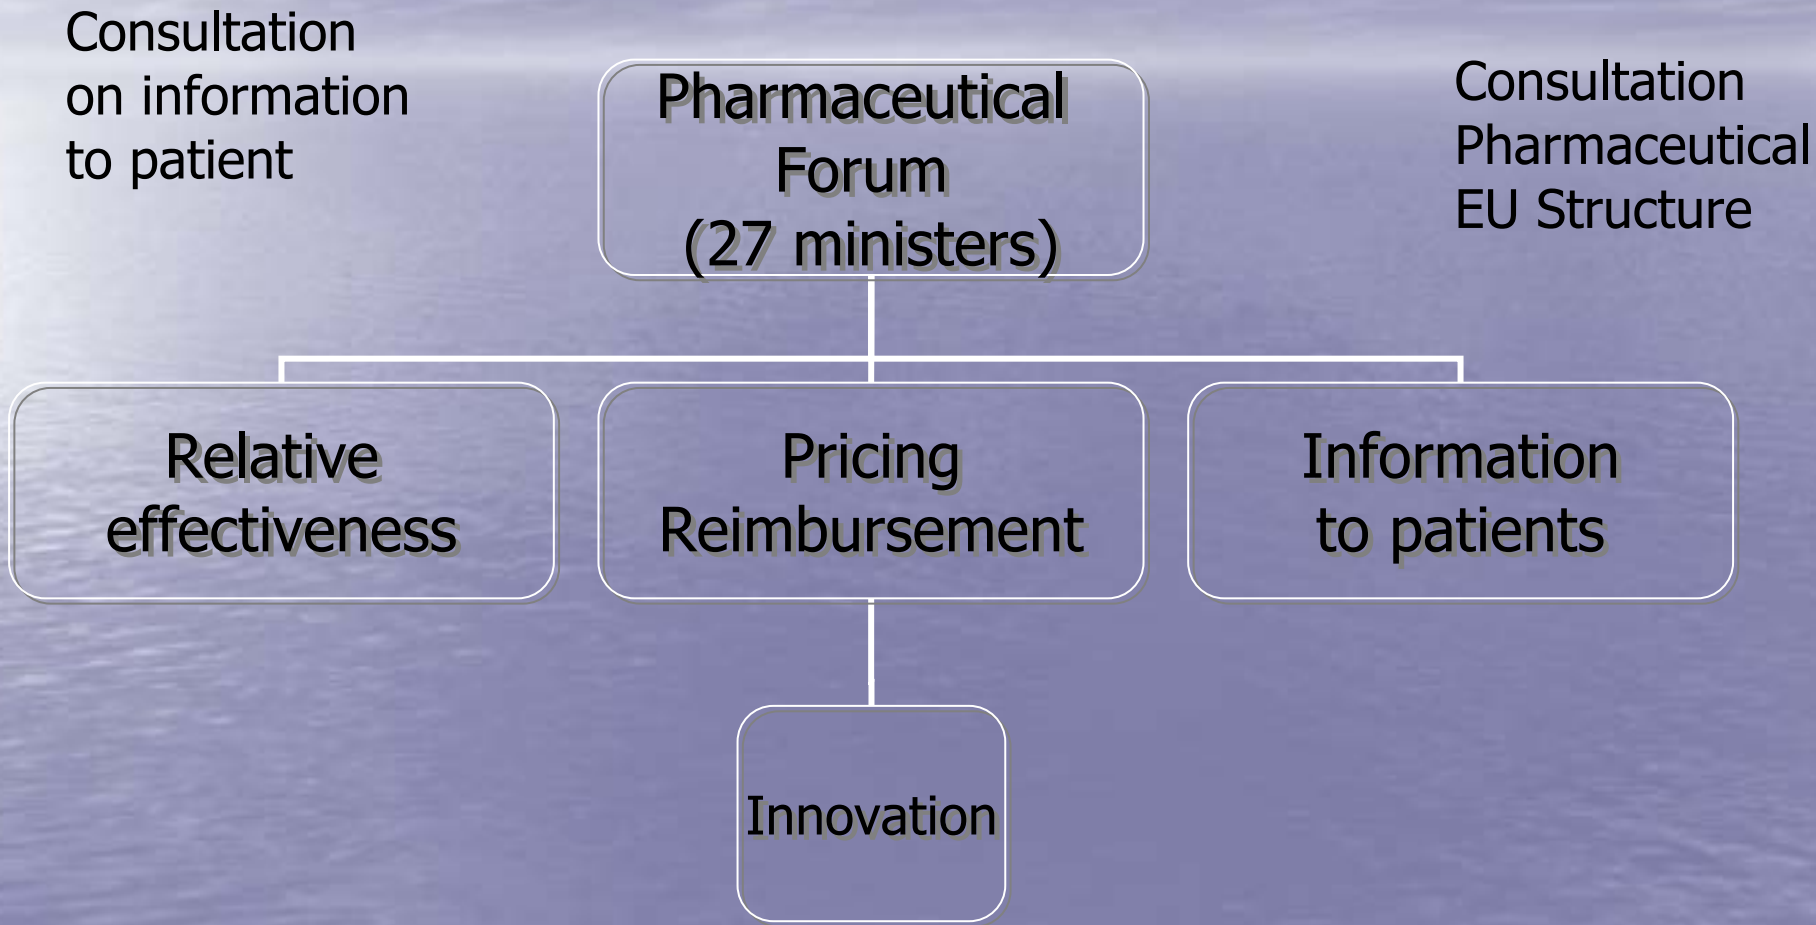 Consultation
on information
to patient
Pharmaceutical
Forum
(27 ministers)
Consultation
Pharmaceutical
EU Structure
Relative
effectiveness
Pricing
Reimbursement
Information
to patients
Innovation